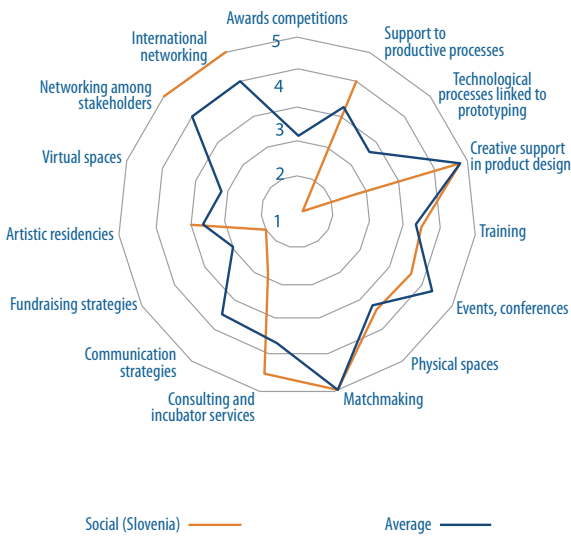 Awards competitions
Support to
productive processes
Technological
processes linked to
prototyping
Creative support
in product design
Training
Events, conferences
Physical spaces
Matchmaking
Consulting and
incubator services
Communication
strategies
Fundraising strategies
Artistic residencies
Virtual spaces
Networking among
stakeholders
International
networking
5
4
3
2
1
Social (Slovenia)
Average